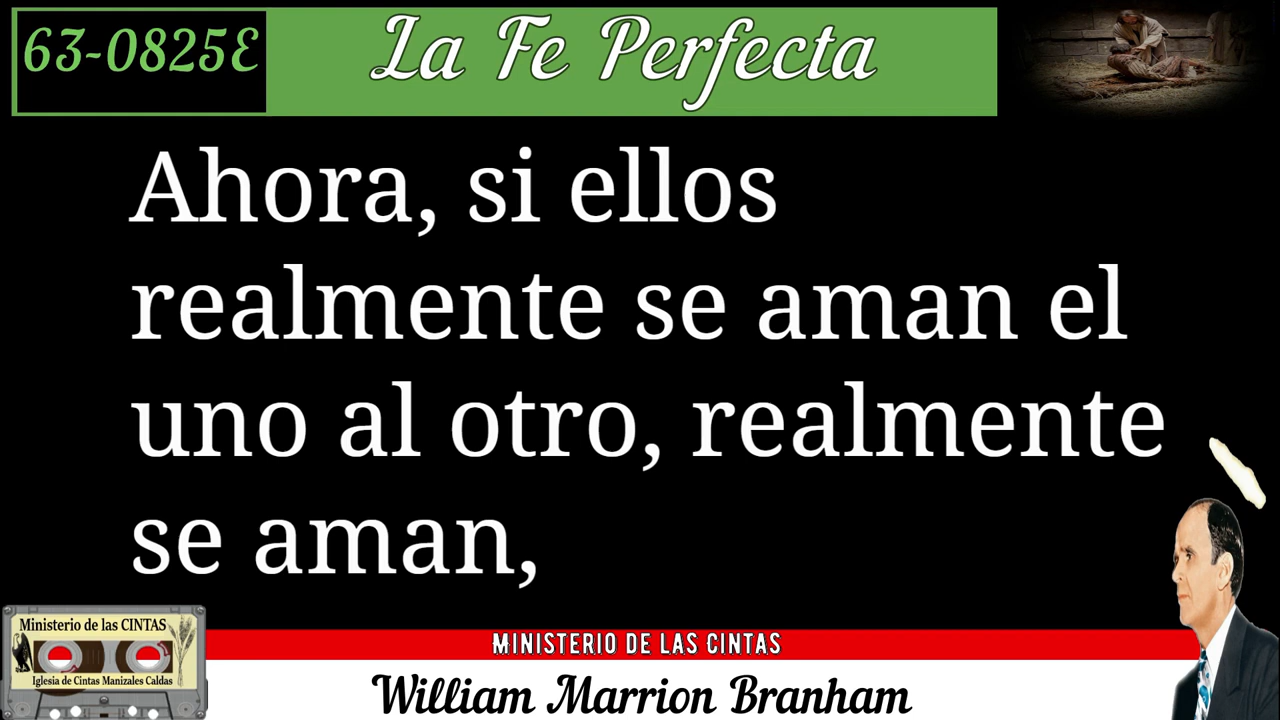 63-0825E
La Fe Perfecta
Ahora, si ellos
realmente se aman el
uno al otro, realmente
se aman,
Ministerio de las CINTAS
Iglesia de Cintas Manizales Caldas
MINISTERIO DE LAS CINTAS
William Marrion Branham